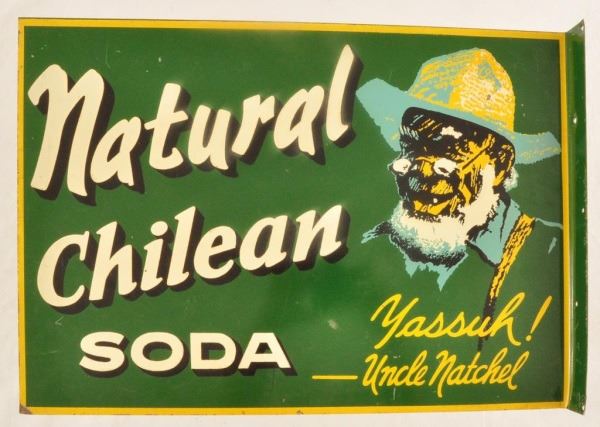 Natural
Chilean
SODA
Yassuh!
— Uncle Natchel